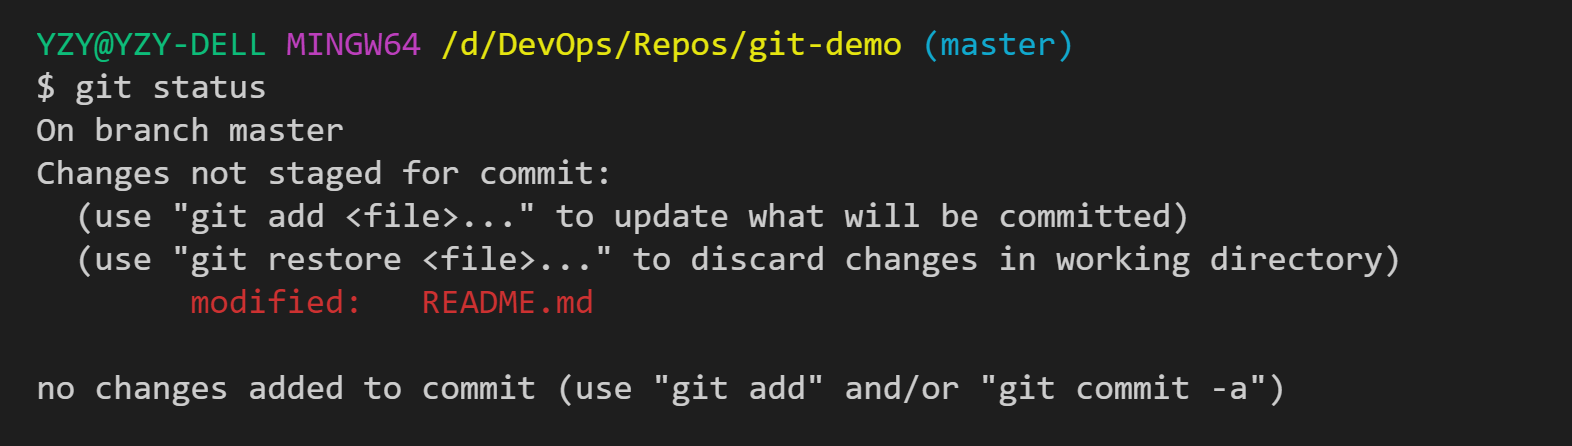 YZY@YZY-DELL MINGW64 /d/DevOps/Repos/git-demo (master)
$ git status
On branch master
Changes not staged for commit:
  (use "git add <file>..." to update what will be committed)
  (use "git restore <file>..." to discard changes in working directory)
        modified:   README.md

no changes added to commit (use "git add" and/or "git commit -a")